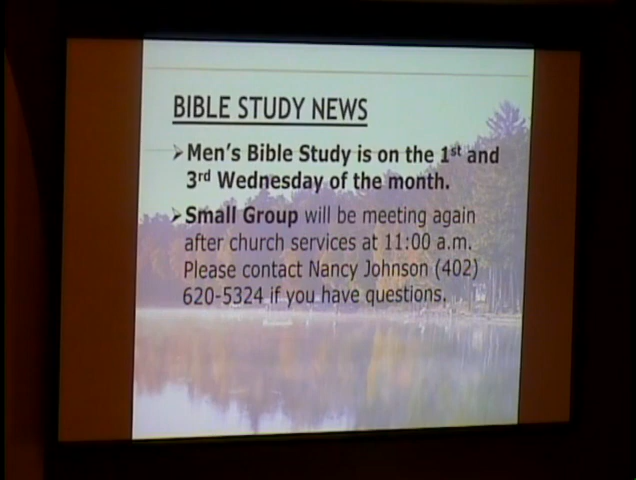 BIBLE STUDY NEWS
➢Men's Bible Study is on the 1st and
3rd Wednesday of the month.
➢Small Group will be meeting again
after church services at 11:00 a.m.
Please contact Nancy Johnson (402)
620-5324 if you have questions.